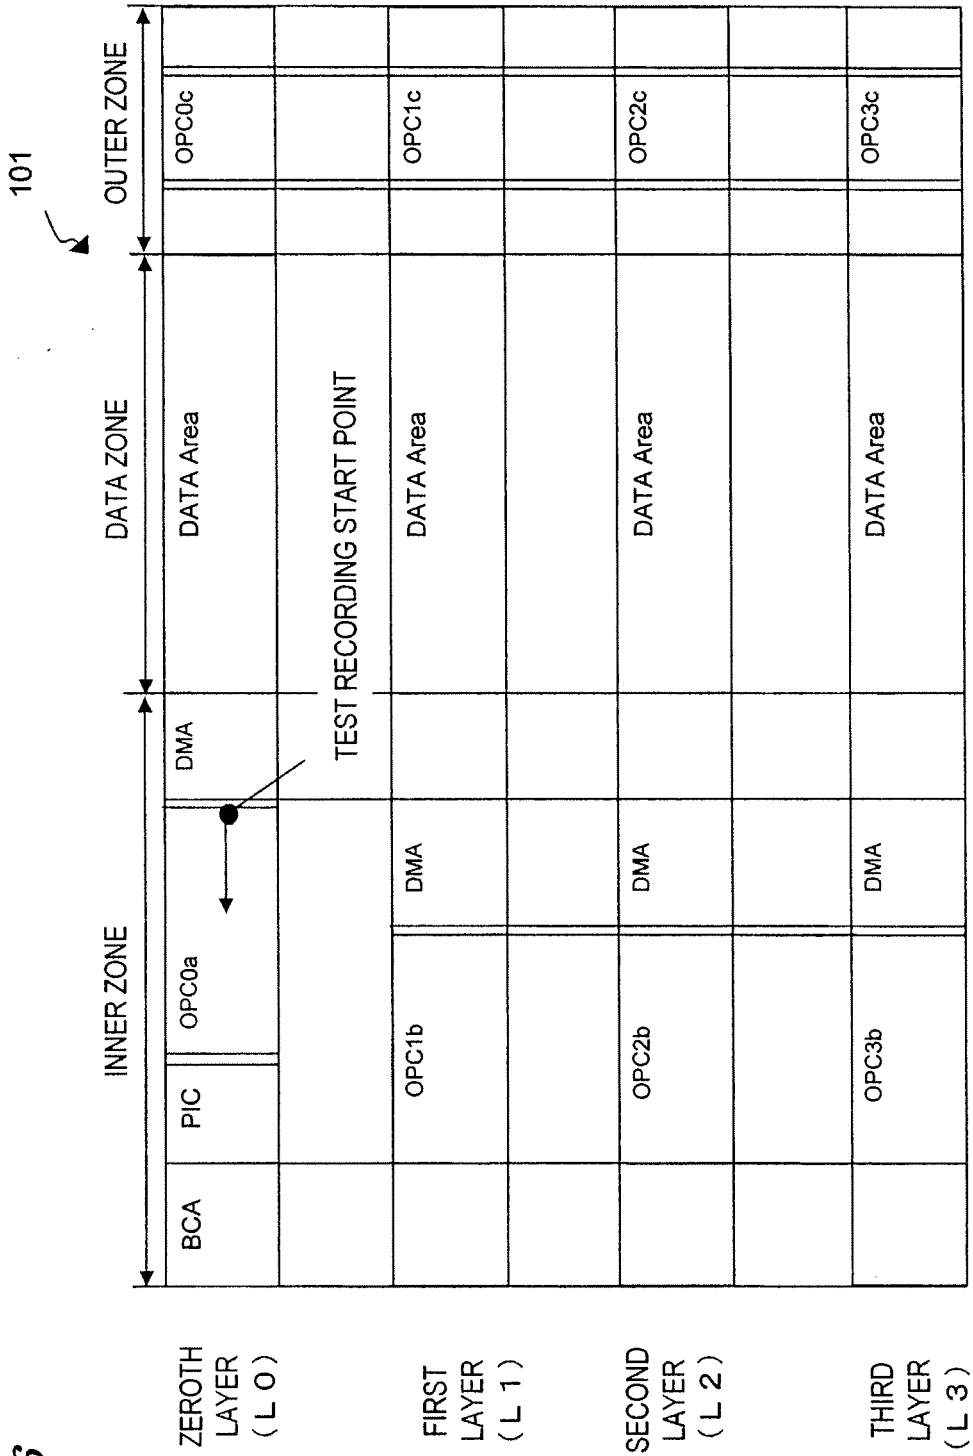 6
101
INNER ZONE
DATA ZONE
OUTER ZONE
ZEROTH
LAYER
(L 0)
BCA
PIC
OPC0a
DMA
DATA Area
OPC0c
TEST RECORDING START POINT
FIRST
LAYER
(L 1)
OPC1b
DMA
DATA Area
OPC1c
SECOND
LAYER
(L 2)
OPC2b
DMA
DATA Area
OPC2c
THIRD
LAYER
(L 3)
OPC3b
DMA
DATA Area
OPC3c